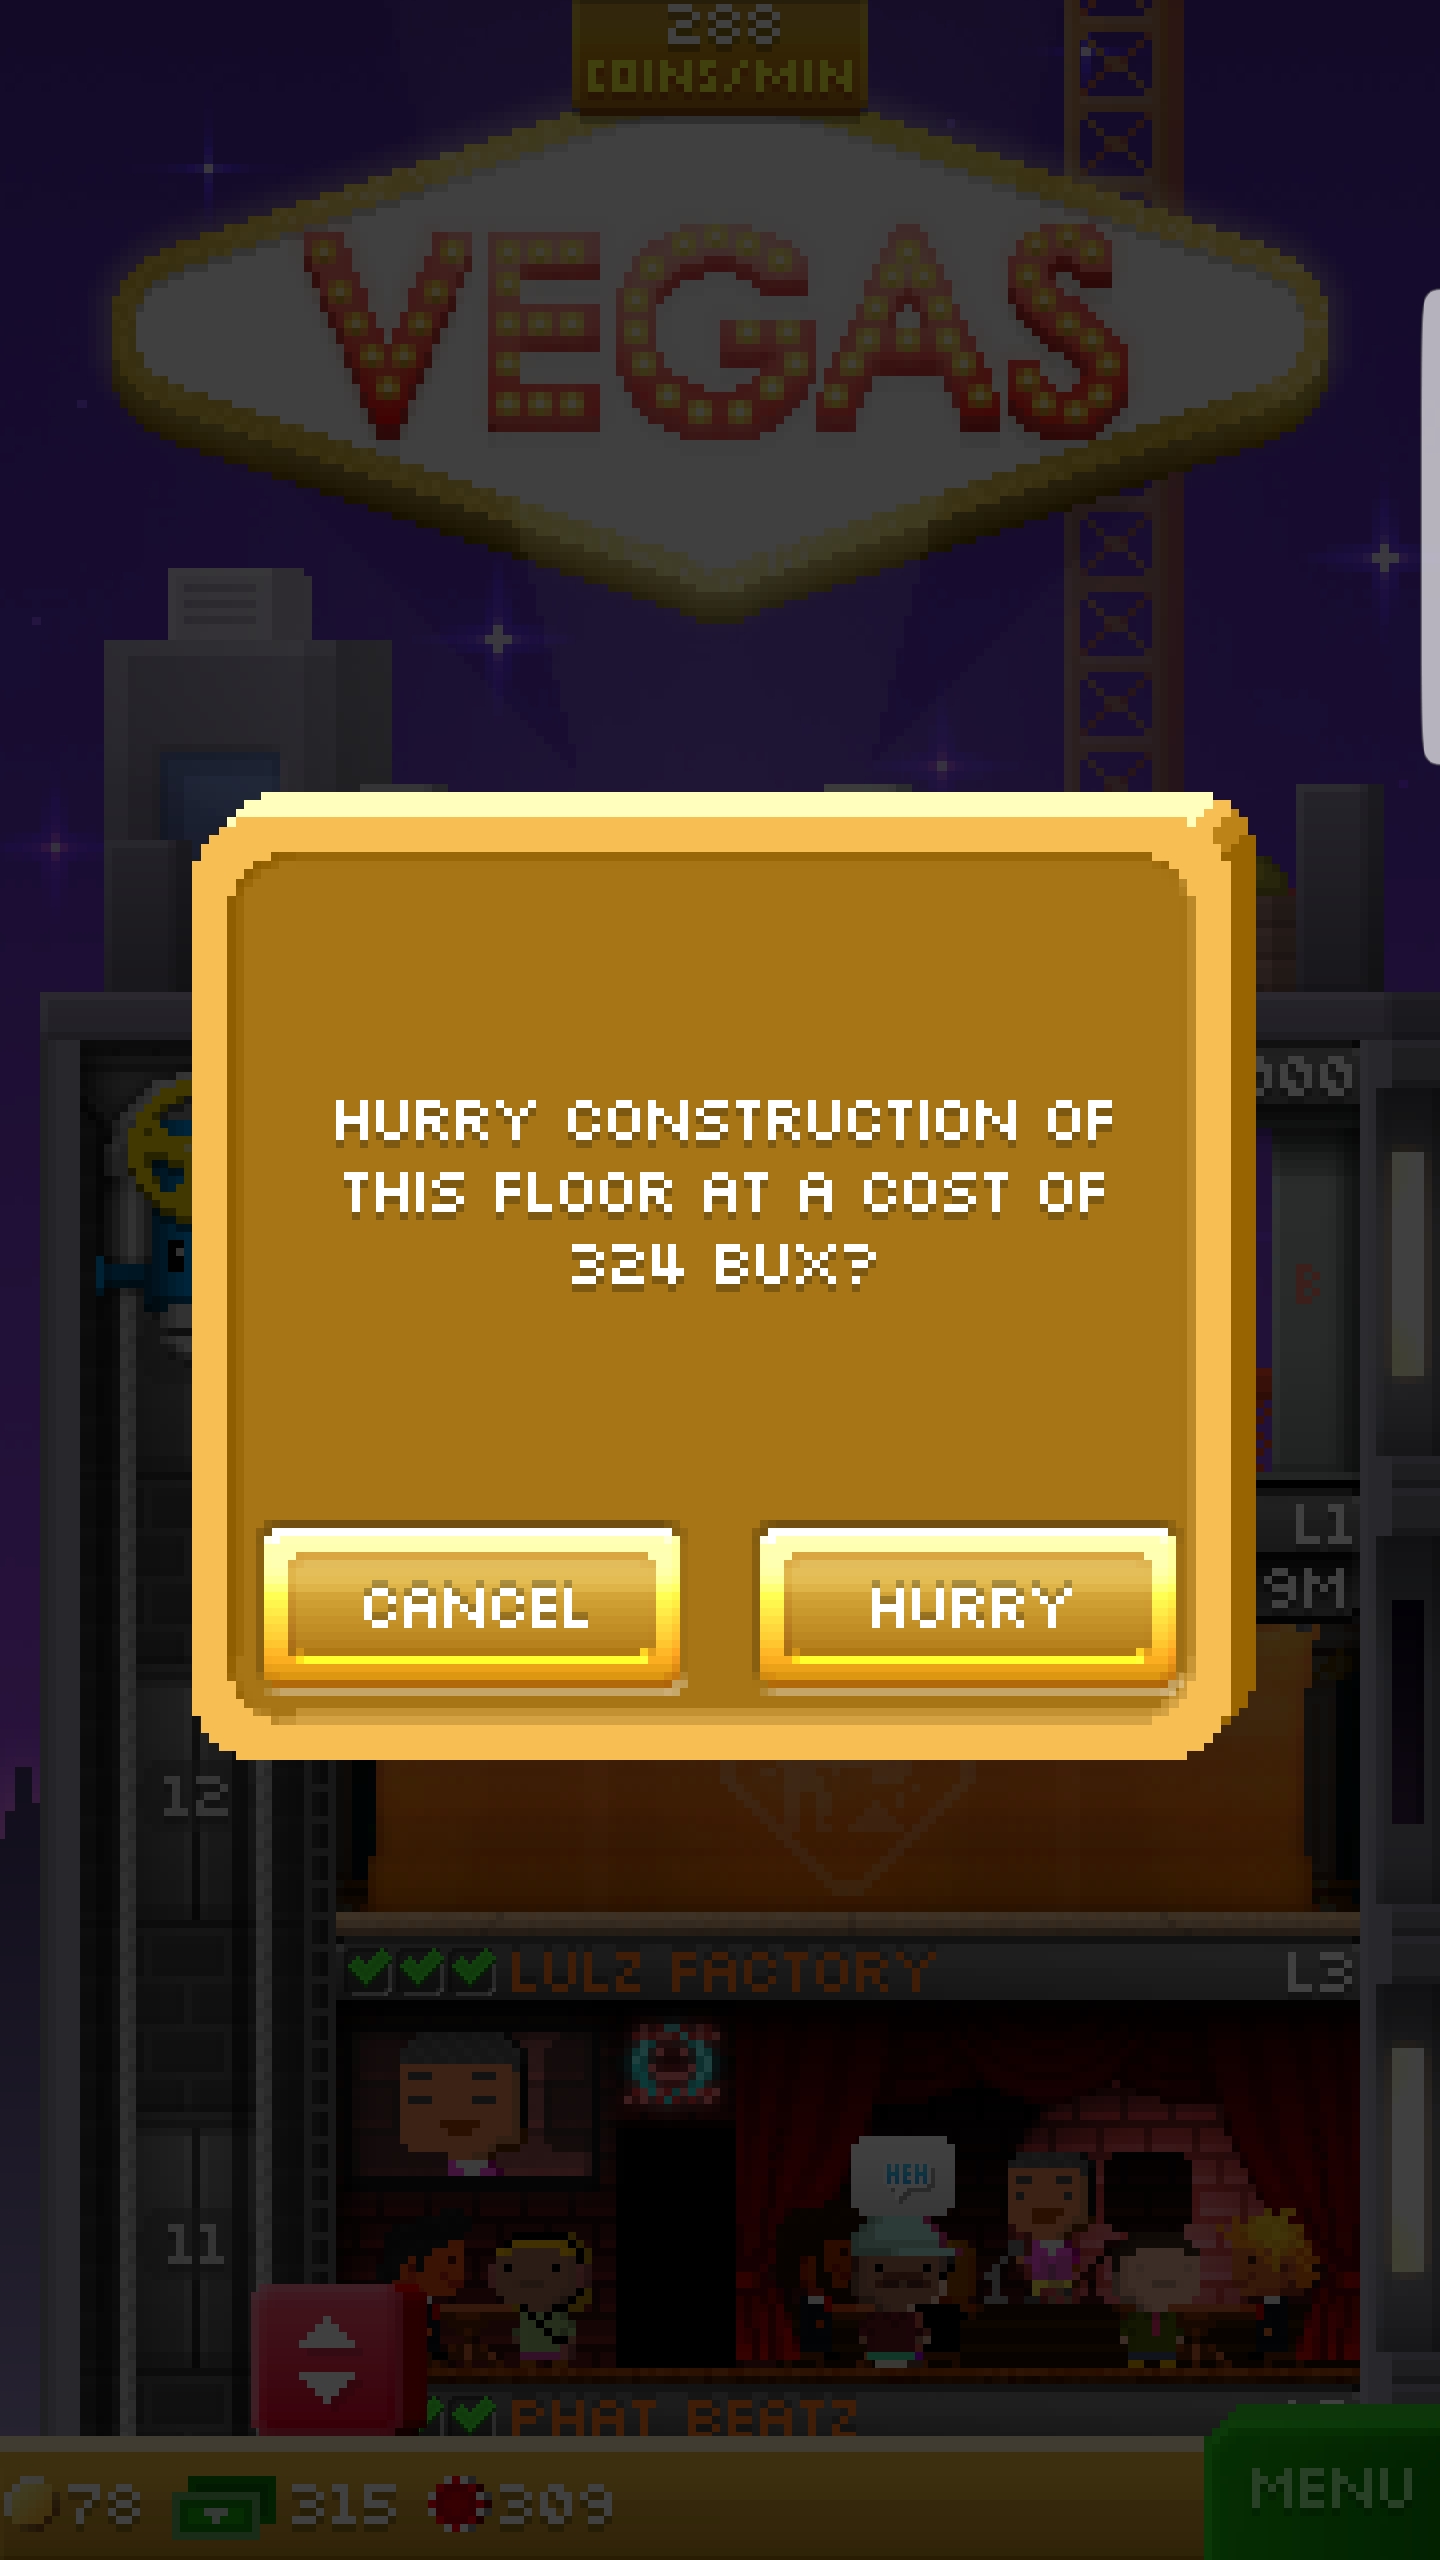 288
COINS/MIN
VEGAS
000
B
HURRY CONSTRUCTION OF
THIS FLOOR AT A COST OF
324 BUX?
L1
9M
CANCEL
HURRY
12
LULZ FACTORY
L3
HEH
11
PHAT BEATZ
78
315
309
MENU